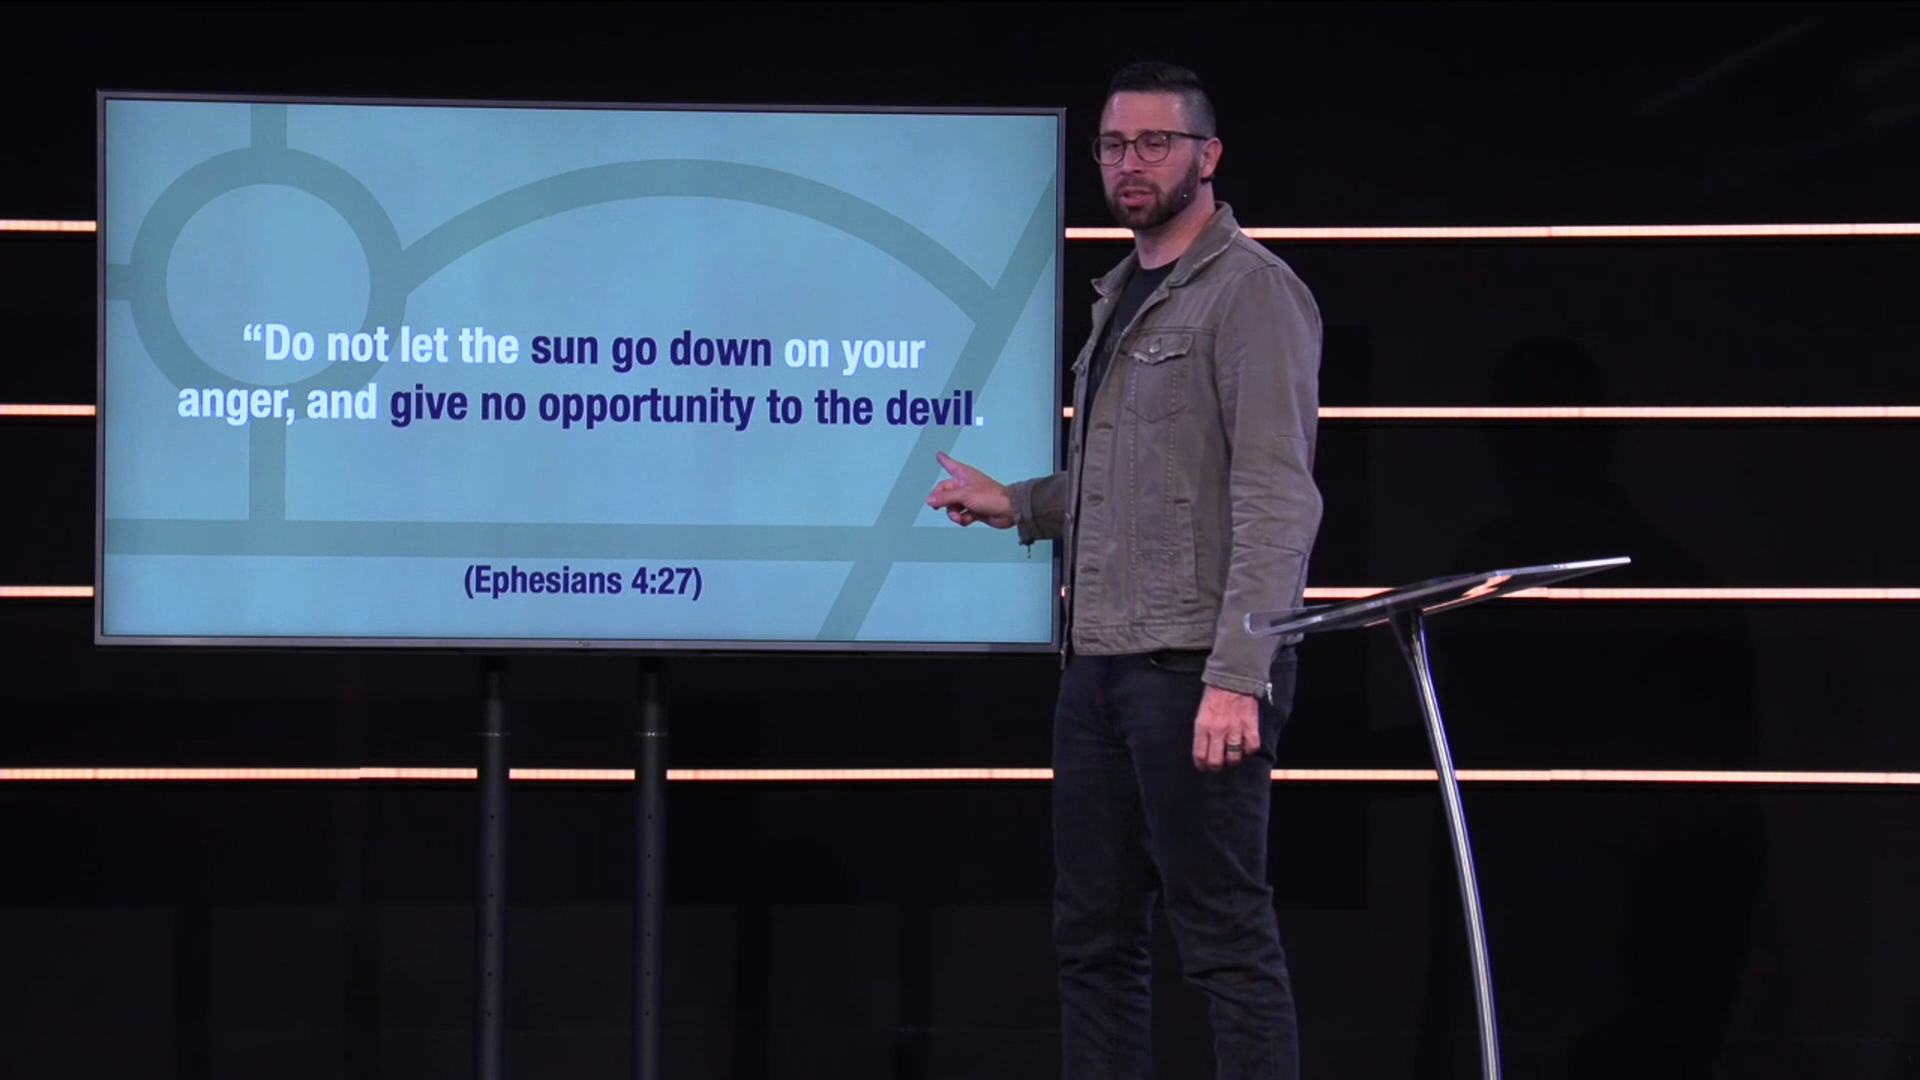 “Do not let the sun go down on your
anger, and give no opportunity to the devil.
(Ephesians 4:27)